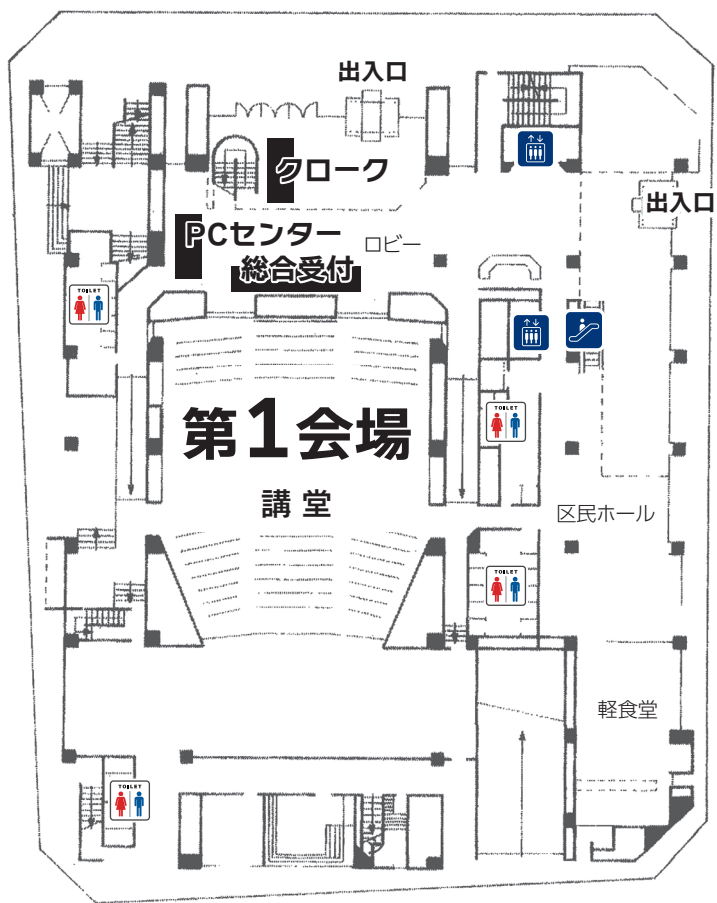 出入口
クローク
出入口
PCセンター
ロビー
総合受付
TOILET
TOILET
第1会場
講堂
区民ホール
TOILET
軽食堂
TOILET